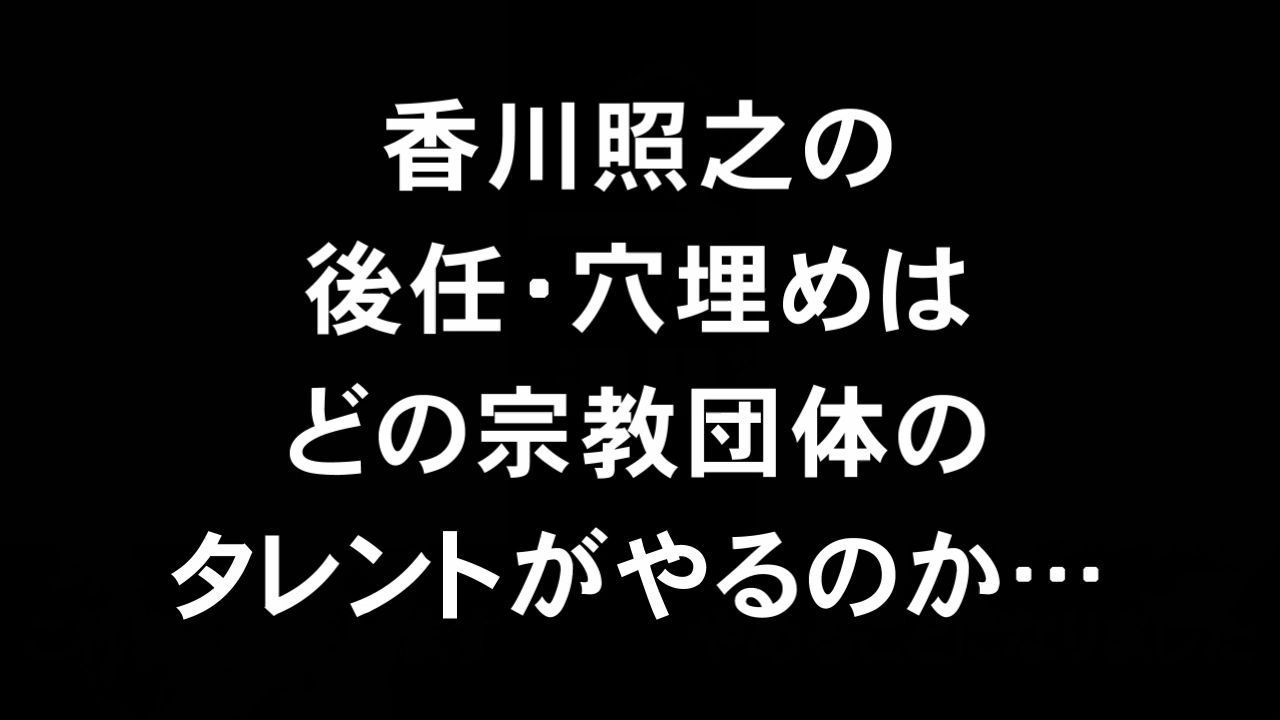 香川照之の
後任・穴埋めは
どの宗教団体の
タレントがやるのか…